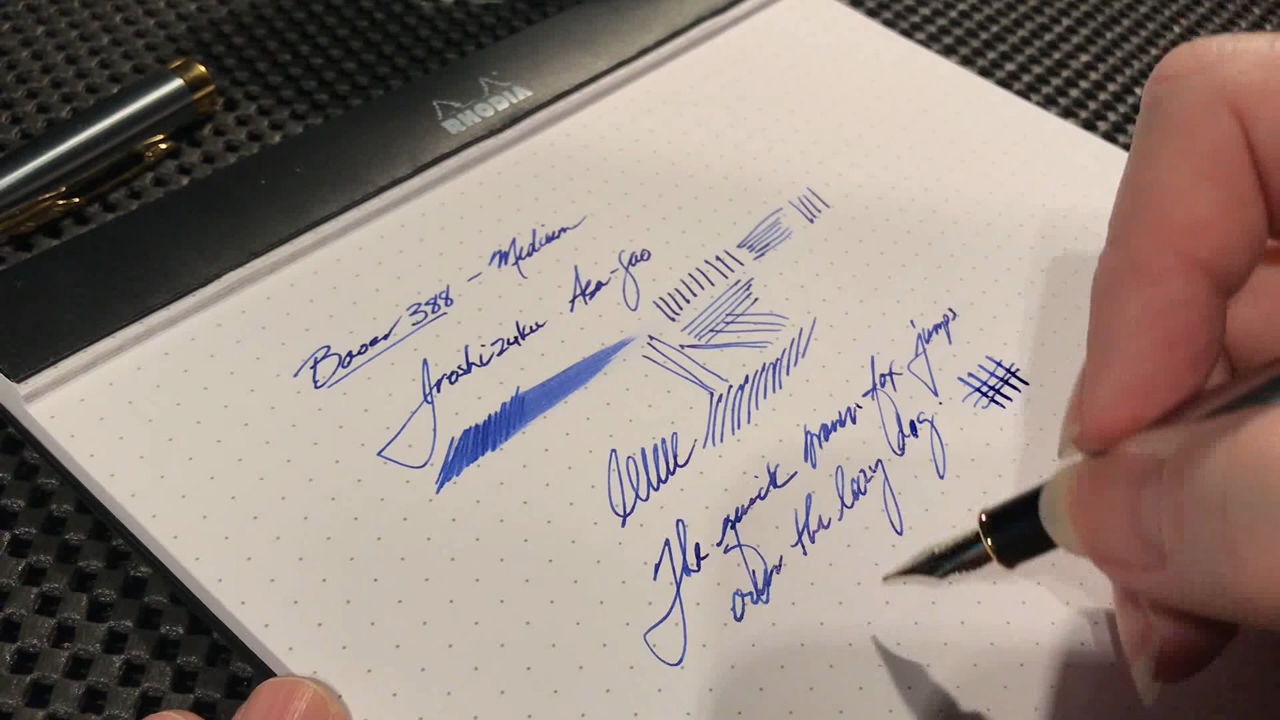 RHODIA
Baoer 388 - Medium
Iroshizuku Asa-Gao
The quick brown fox jumps
over the lazy dog.